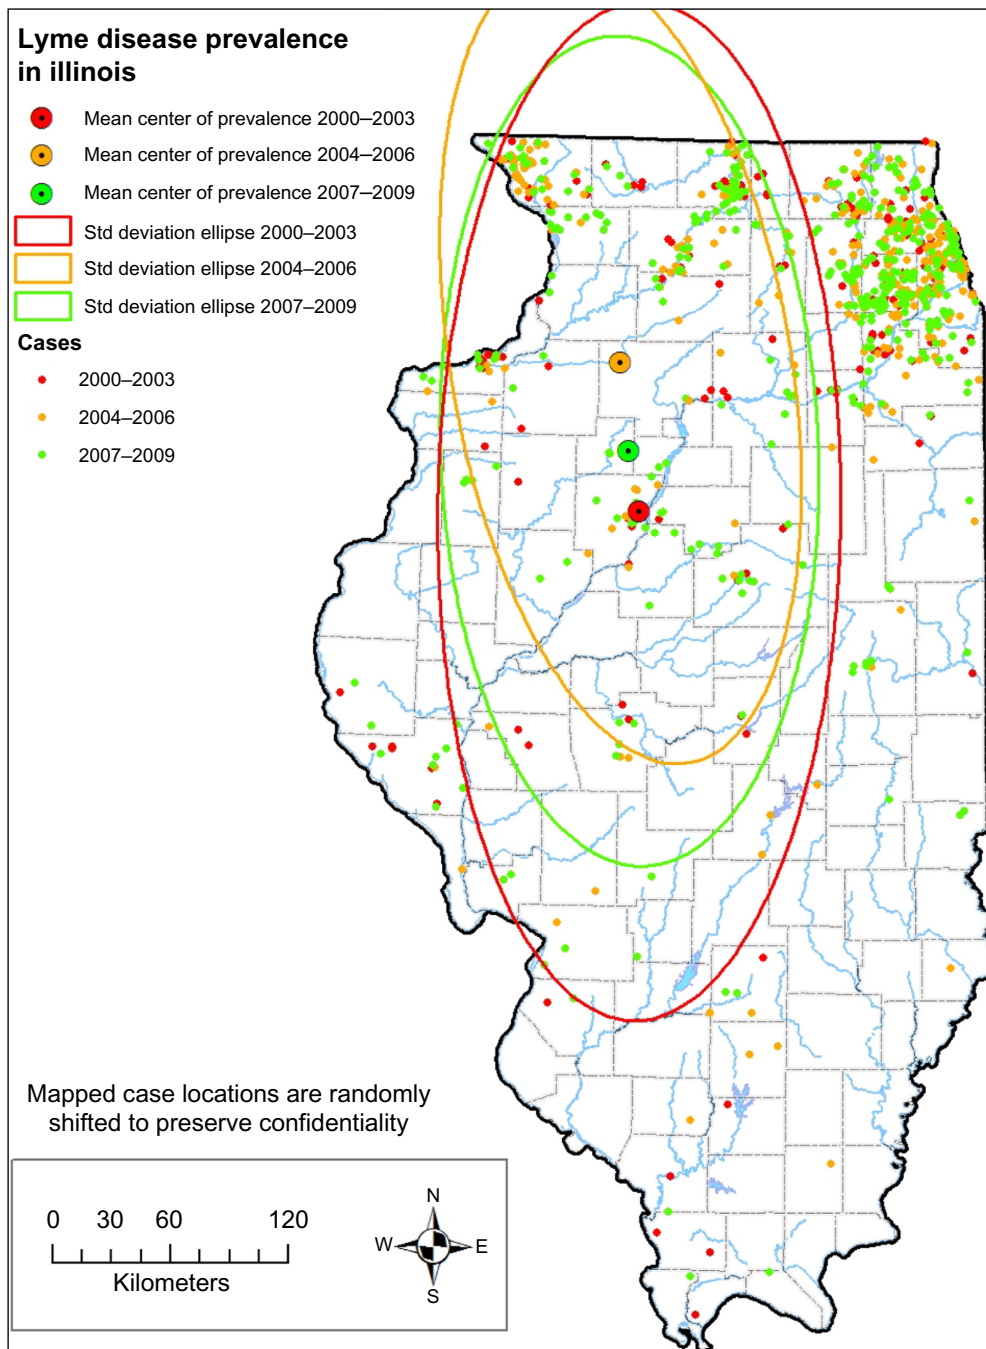 Lyme disease prevalence
in illinois
Mean center of prevalence 2000–2003
Mean center of prevalence 2004–2006
Mean center of prevalence 2007–2009
Std deviation ellipse 2000–2003
Std deviation ellipse 2004–2006
Std deviation ellipse 2007–2009
Cases
2000–2003
2004–2006
2007–2009
Mapped case locations are randomly
shifted to preserve confidentiality
0 30 60 120
Kilometers
N
W E
S